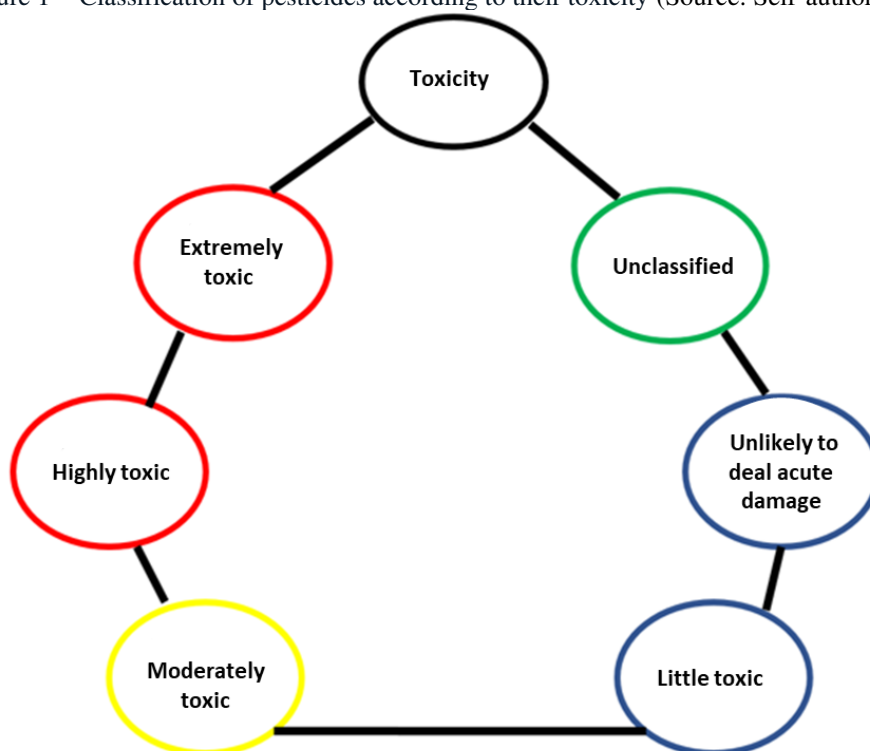 Classification of pesticides according to their toxicity (Source: Self
Toxicity
Extremely
toxic
Unclassified
Highly toxic
Unlikely to
deal acute
damage
Moderately
toxic
Little toxic